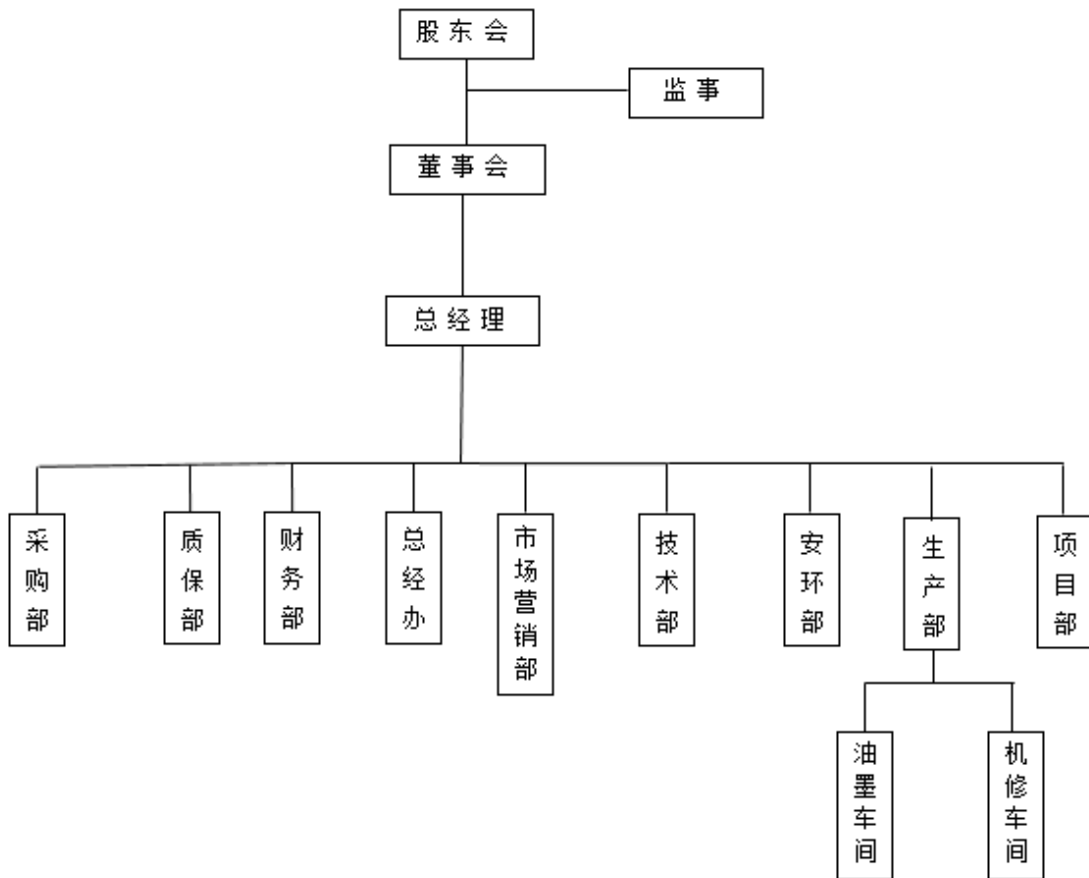 股东会
监事
董事会
总经理
采购部
质保部
财务部
总经办
市场营销部
技术部
安环部
生产部
项目部
油墨车间
机修车间